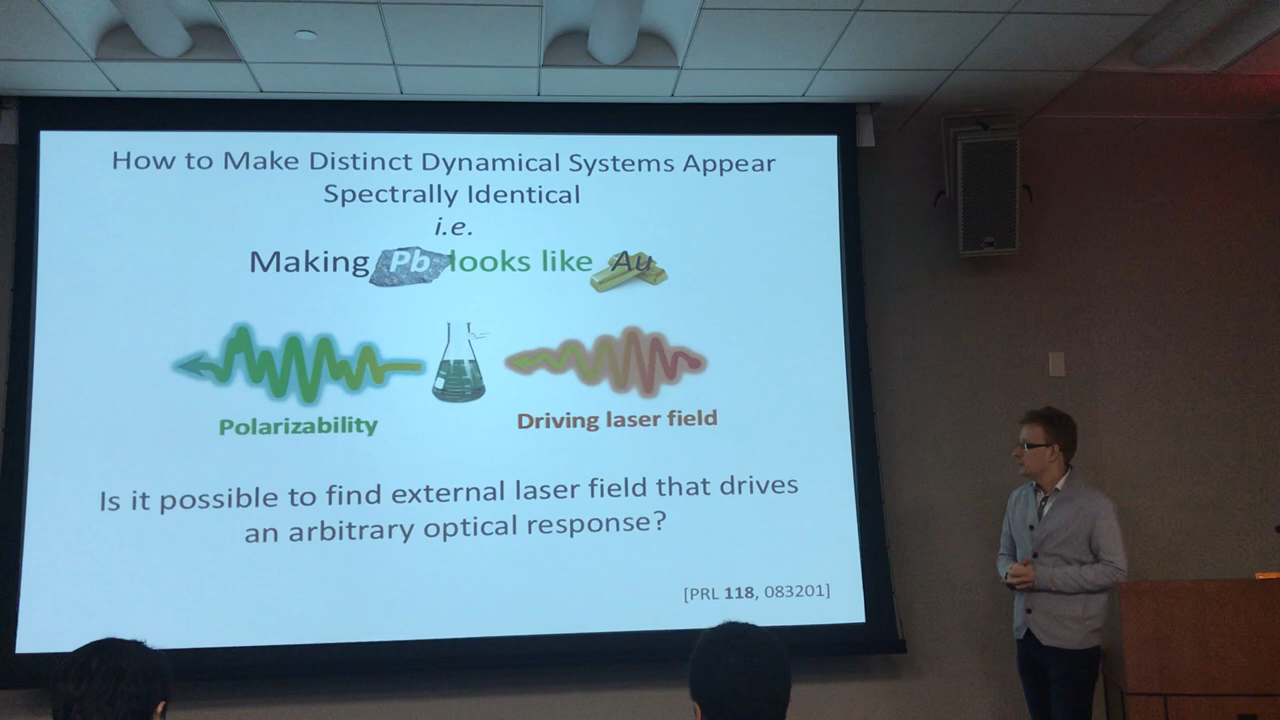 How to Make Distinct Dynamical Systems Appear
Spectrally Identical
i.e.
Making Pb looks like Au
Polarizability
Driving laser field
Is it possible to find external laser field that drives
an arbitrary optical response?
[PRL 118, 083201]